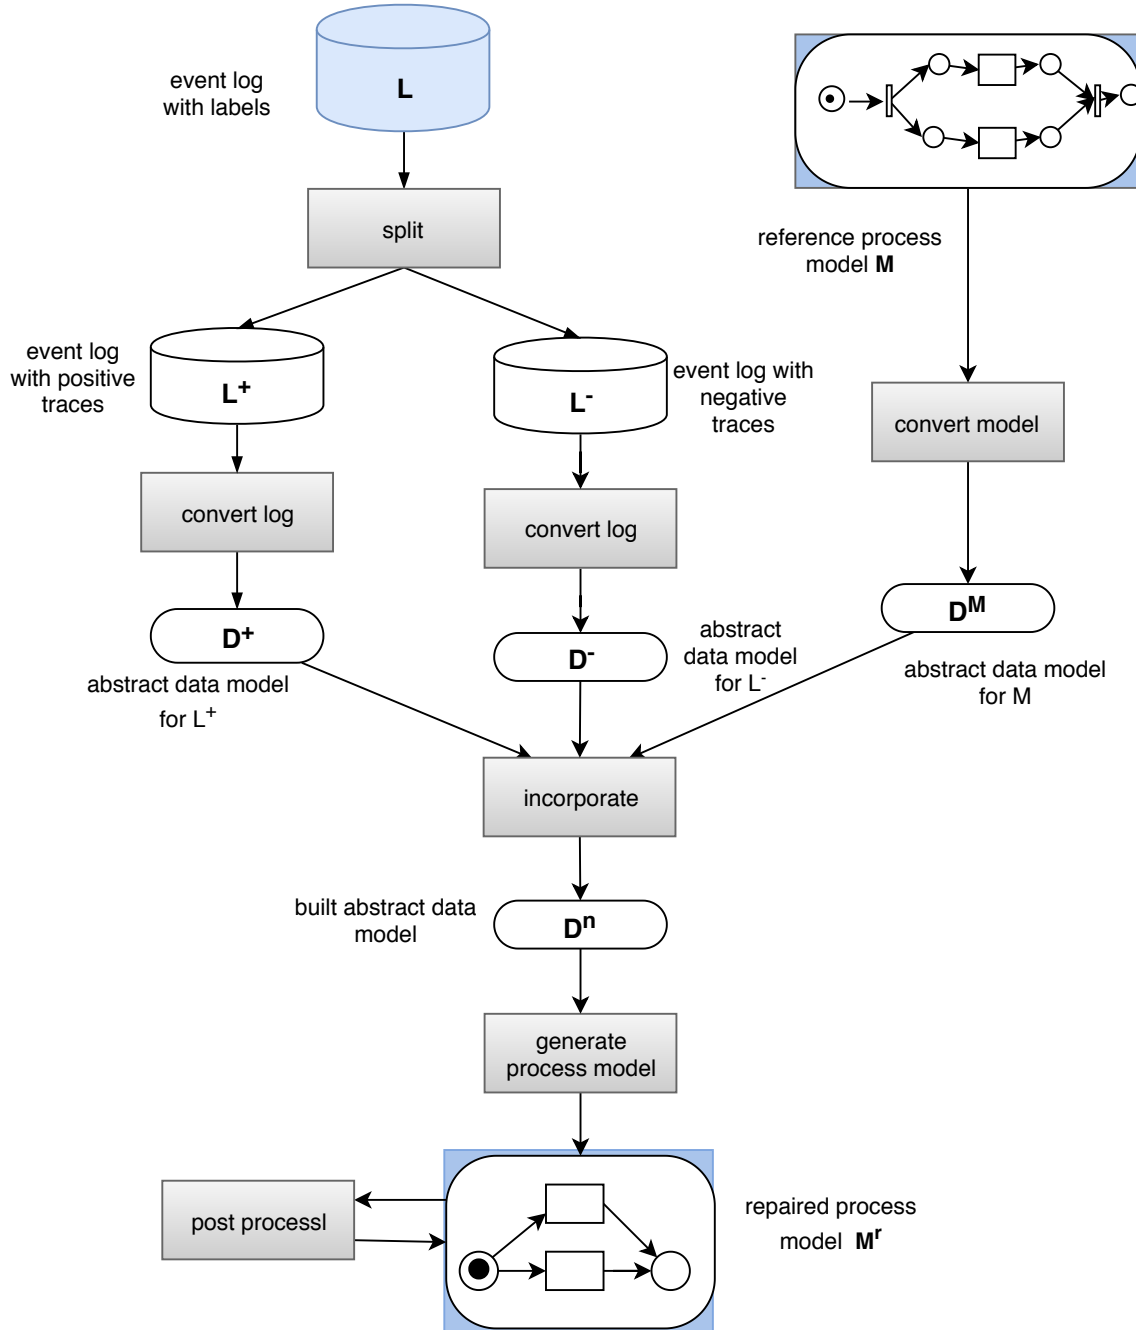 event log
with labels
L
split
reference process
model M
event log
with positive
traces
L+
L-
event log with
negative
traces
convert model
convert log
convert log
D+
D-
abstract
data model
for L-
DM
abstract data model
for L+
abstract data model
for M
incorporate
built abstract data
model
Dn
generate
process model
post processl
repaired process
model Mr